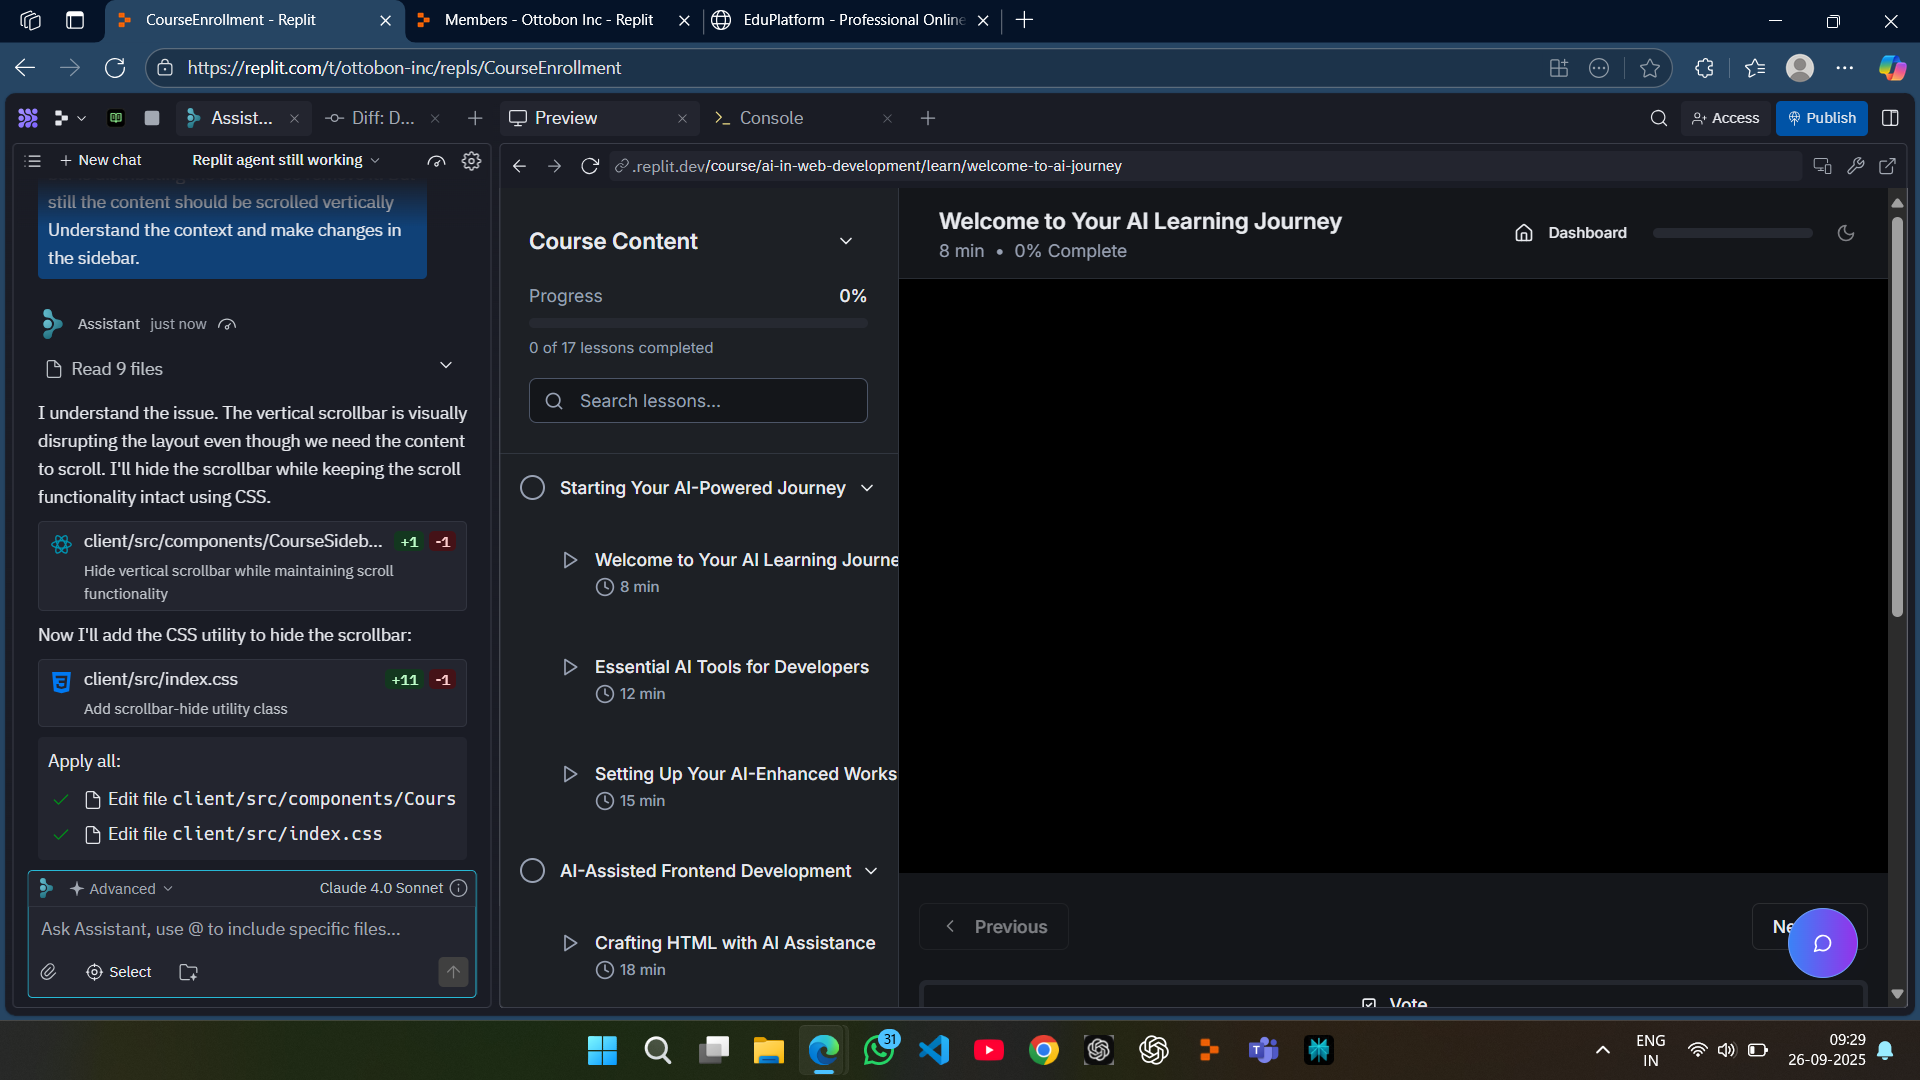 CourseEnrollment - Replit
Members - Ottobon Inc - Replit
EduPlatform - Professional Online
https://replit.com/t/ottobon-inc/repls/CourseEnrollment
Assist...
Diff: D...
Preview
Console
Access
Publish
New chat
Replit agent still working
.replit.dev/course/ai-in-web-development/learn/welcome-to-ai-journey
still the content should be scrolled vertically
Understand the context and make changes in
the sidebar.
Assistant just now
Read 9 files
I understand the issue. The vertical scrollbar is visually
disrupting the layout even though we need the content
to scroll. I'll hide the scrollbar while keeping the scroll
functionality intact using CSS.
client/src/components/CourseSideb... +1 -1
Hide vertical scrollbar while maintaining scroll
functionality
Now I'll add the CSS utility to hide the scrollbar:
client/src/index.css +11 -1
Add scrollbar-hide utility class
Apply all:
Edit file client/src/components/Cours
Edit file client/src/index.css
Advanced
Claude 4.0 Sonnet
Ask Assistant, use @ to include specific files...
Select
Course Content
Progress 0%
0 of 17 lessons completed
Search lessons...
Starting Your AI-Powered Journey
Welcome to Your AI Learning Journe
8 min
Essential AI Tools for Developers
12 min
Setting Up Your AI-Enhanced Works
15 min
AI-Assisted Frontend Development
Crafting HTML with AI Assistance
18 min
Welcome to Your AI Learning Journey
8 min • 0% Complete
Dashboard
Previous
Ne
Vote
31
ENG
IN
09:29
26-09-2025